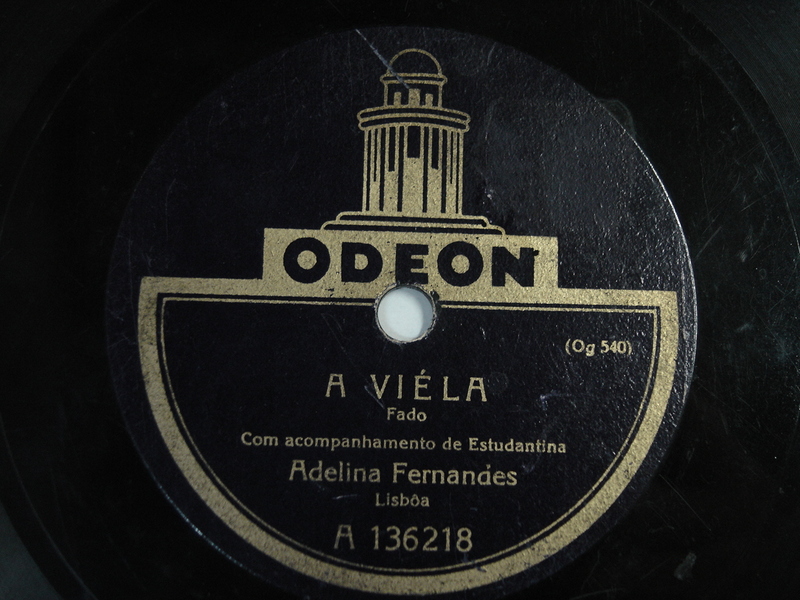 ODEON
(Og 540)
A VIÉLA
Fado
Com acompanhamento de Estudantina
Adelina Fernandes
Lisbôa
A 136218